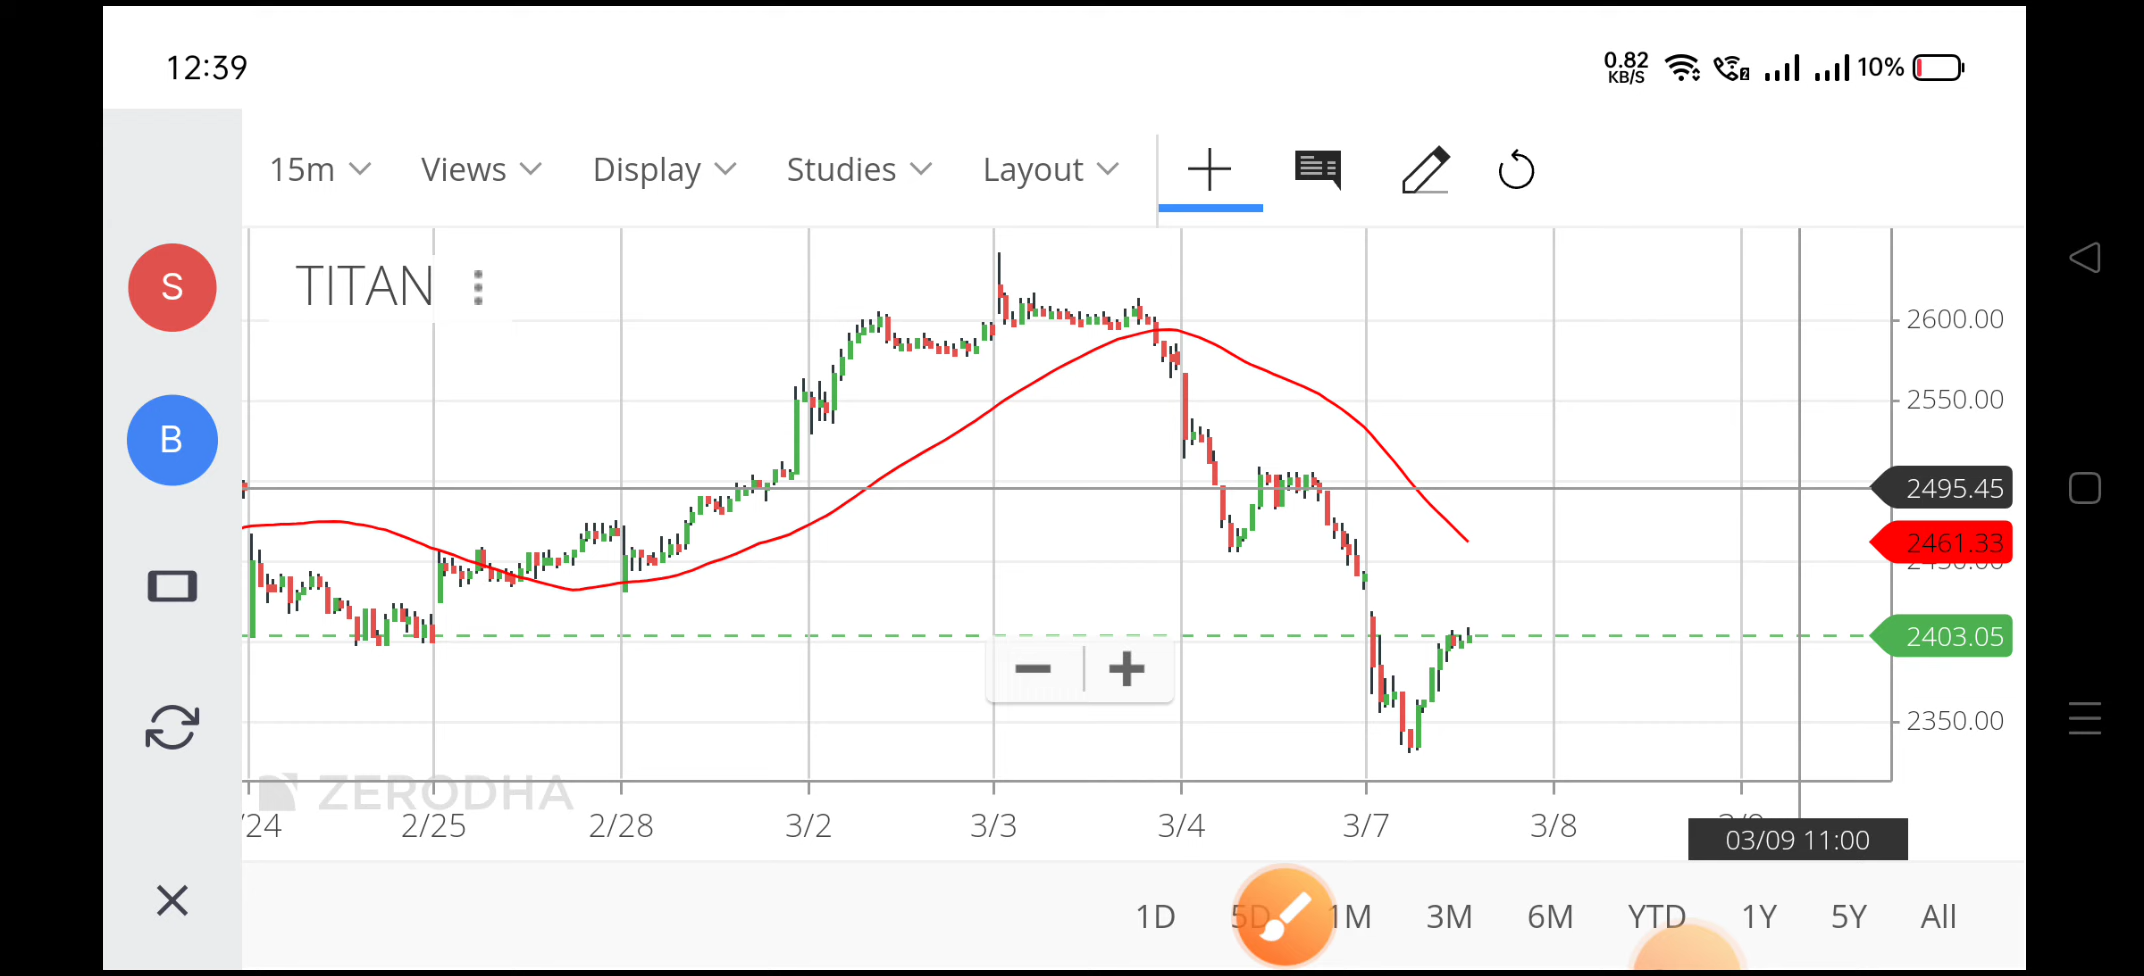 12:39
0.82 KB/S
10%
15m Views Display Studies Layout
S
TITAN
B
2600.00
2550.00
2495.45
2461.33
2403.05
2350.00
ZERODHA
/24 2/25 2/28 3/2 3/3 3/4 3/7 3/8
03/09 11:00
1D 5D 1M 3M 6M YTD 1Y 5Y All